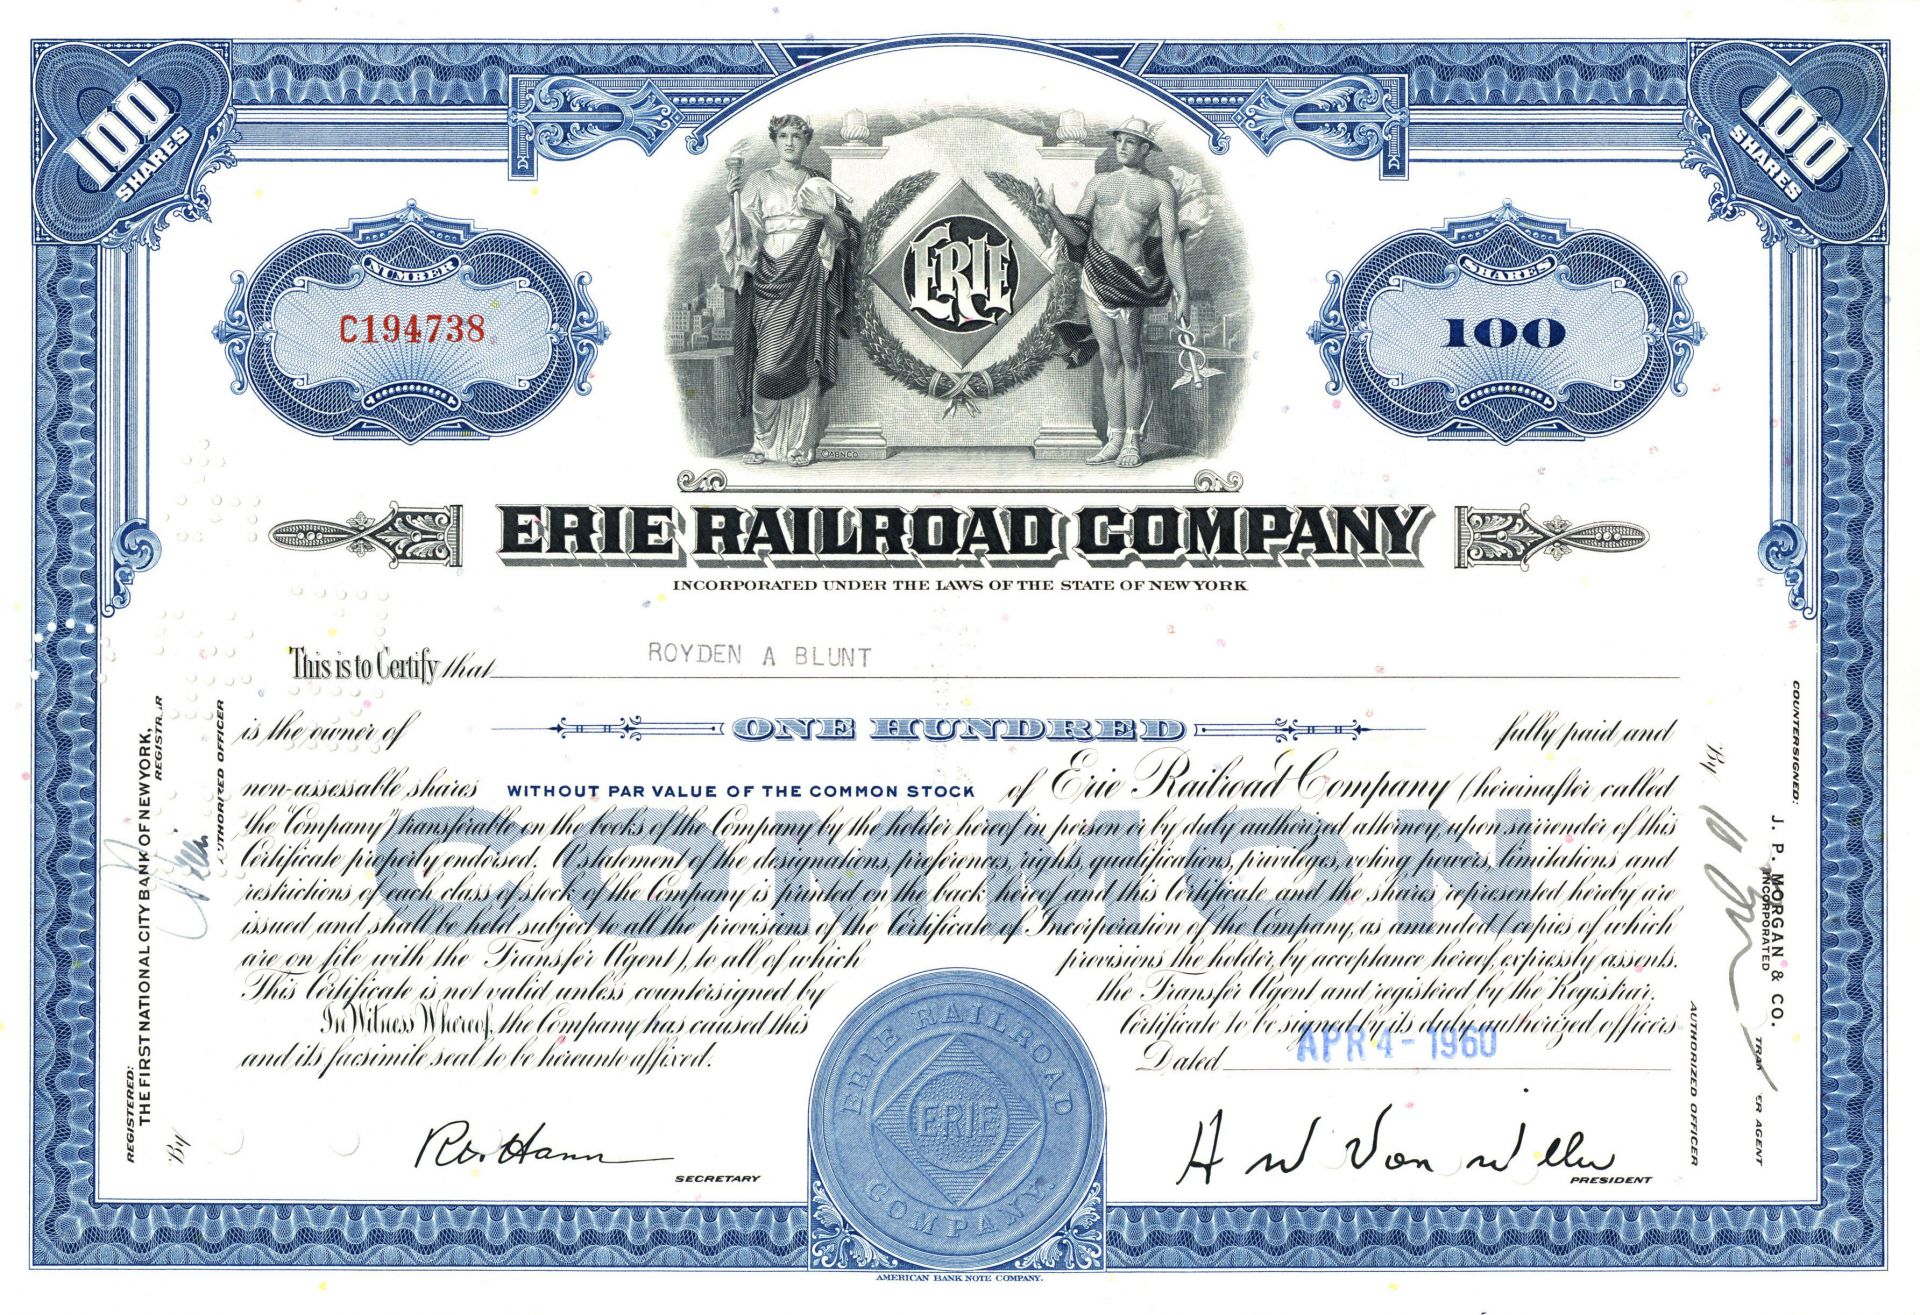 100 SHARES
100 SHARES
NUMBER
C194738
ERIE
SHARES
100
©ABNCO
ERIE RAILROAD COMPANY
INCORPORATED UNDER THE LAWS OF THE STATE OF NEW YORK
This is to Certify that ROYDEN A BLUNT
is the owner of ONE HUNDRED fully paid and
non-assessable shares WITHOUT PAR VALUE OF THE COMMON STOCK of Erie Railroad Company (hereinafter called
the "Company") transferable on the books of the Company by the holder hereof in person or by duly authorized attorney, upon surrender of this
Certificate properly endorsed. A statement of the designations, preferences, rights, qualifications, privileges, voting powers, limitations and
restrictions of each class of stock of the Company is printed on the back hereof and this Certificate and the shares represented hereby are
issued and shall be held subject to all the provisions of the Certificate of Incorporation of the Company, as amended (copies of which
are on file with the Transfer Agent), to all of which provisions the holder, by acceptance hereof, expressly assents.
This Certificate is not valid unless countersigned by the Transfer Agent and registered by the Registrar.
In Witness Whereof, the Company has caused this Certificate to be signed by its duly authorized officers
and its facsimile seal to be hereunto affixed.
Dated APR 4 - 1960
COMMON
ERIE RAILROAD COMPANY.
ERIE
SECRETARY
PRESIDENT
REGISTERED:
THE FIRST NATIONAL CITY BANK OF NEW YORK,
REGISTRAR
By
AUTHORIZED OFFICER
COUNTERSIGNED:
J. P. MORGAN & CO.
INCORPORATED
TRANSFER AGENT
By
AUTHORIZED OFFICER
AMERICAN BANK NOTE COMPANY.